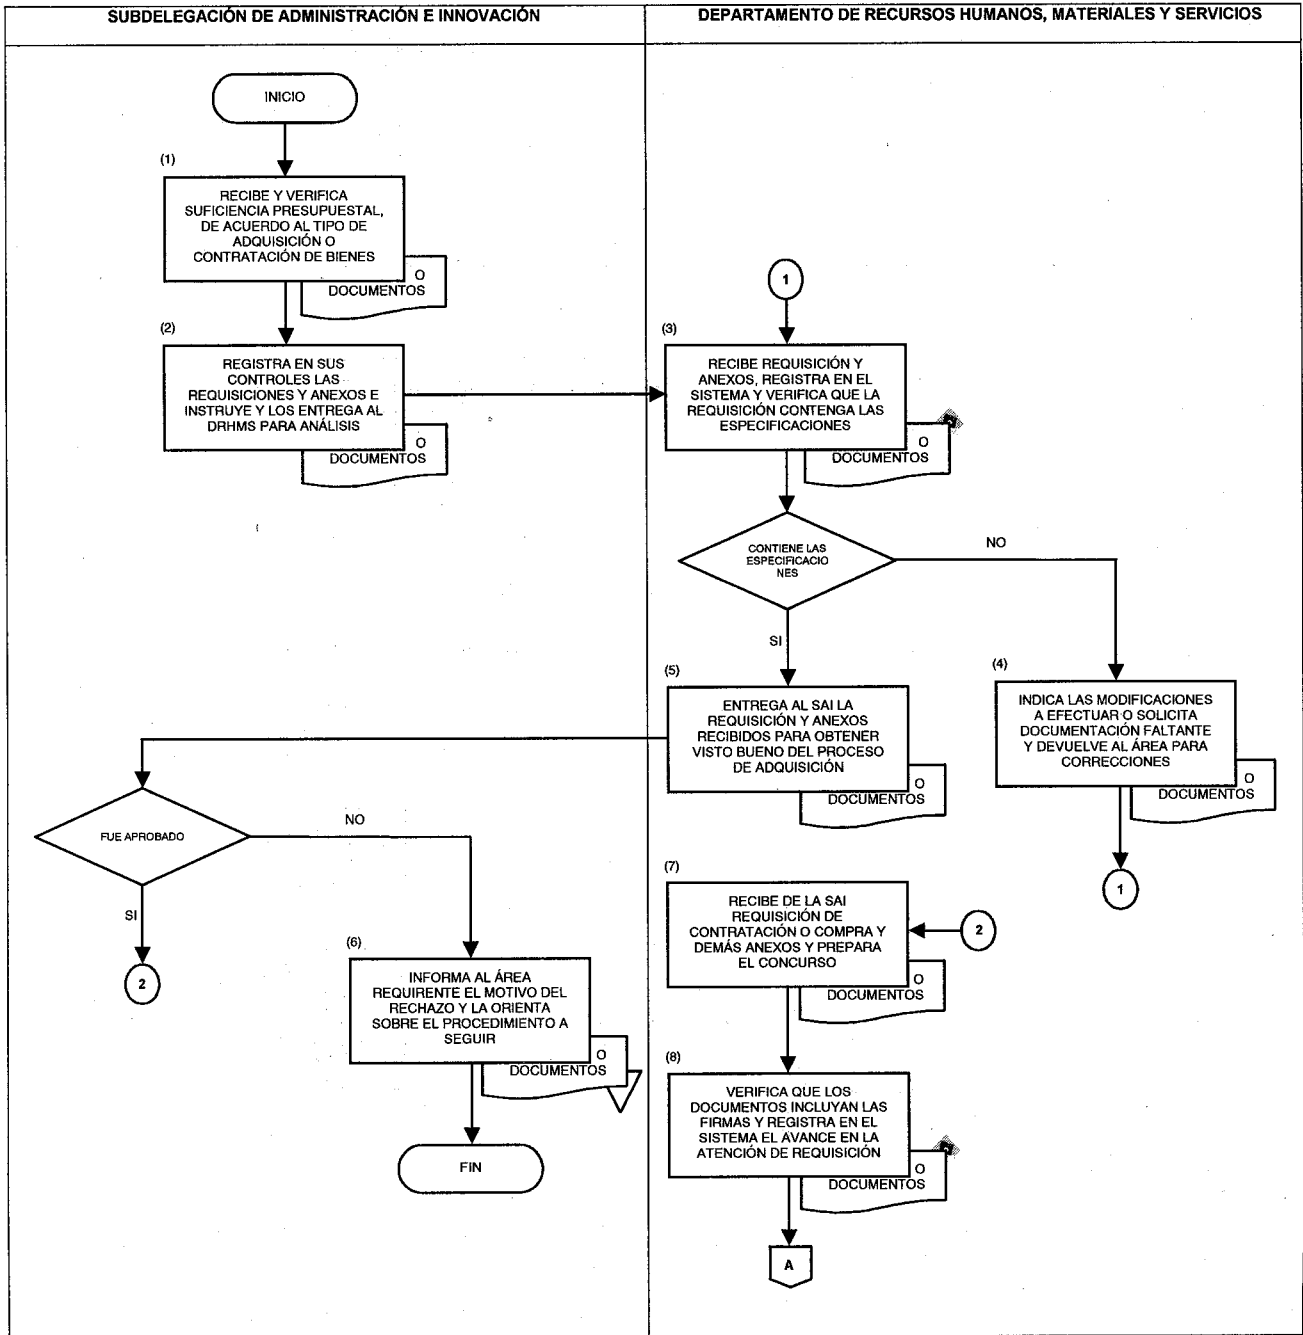 SUBDELEGACIÓN DE ADMINISTRACIÓN E INNOVACIÓN
DEPARTAMENTO DE RECURSOS HUMANOS, MATERIALES Y SERVICIOS
INICIO
(1)
RECIBE Y VERIFICA
SUFICIENCIA PRESUPUESTAL,
DE ACUERDO AL TIPO DE
ADQUISICIÓN O
CONTRATACIÓN DE BIENES
O
DOCUMENTOS
(2)
REGISTRA EN SUS
CONTROLES LAS
REQUISICIONES Y ANEXOS E
INSTRUYE Y LOS ENTREGA AL
DRHMS PARA ANÁLISIS
O
DOCUMENTOS
1
(3)
RECIBE REQUISICIÓN Y
ANEXOS, REGISTRA EN EL
SISTEMA Y VERIFICA QUE LA
REQUISICIÓN CONTENGA LAS
ESPECIFICACIONES
O
DOCUMENTOS
CONTIENE LAS
ESPECIFICACIO
NES
NO
SI
(5)
ENTREGA AL SAI LA
REQUISICIÓN Y ANEXOS
RECIBIDOS PARA OBTENER
VISTO BUENO DEL PROCESO
DE ADQUISICIÓN
O
DOCUMENTOS
(4)
INDICA LAS MODIFICACIONES
A EFECTUAR O SOLICITA
DOCUMENTACIÓN FALTANTE
Y DEVUELVE AL ÁREA PARA
CORRECCIONES
O
DOCUMENTOS
1
FUE APROBADO
NO
SI
2
(6)
INFORMA AL ÁREA
REQUIRENTE EL MOTIVO DEL
RECHAZO Y LA ORIENTA
SOBRE EL PROCEDIMIENTO A
SEGUIR
O
DOCUMENTOS
FIN
(7)
RECIBE DE LA SAI
REQUISICIÓN DE
CONTRATACIÓN O COMPRA Y
DEMÁS ANEXOS Y PREPARA
EL CONCURSO
2
O
DOCUMENTOS
(8)
VERIFICA QUE LOS
DOCUMENTOS INCLUYAN LAS
FIRMAS Y REGISTRA EN EL
SISTEMA EL AVANCE EN LA
ATENCIÓN DE REQUISICIÓN
O
DOCUMENTOS
A